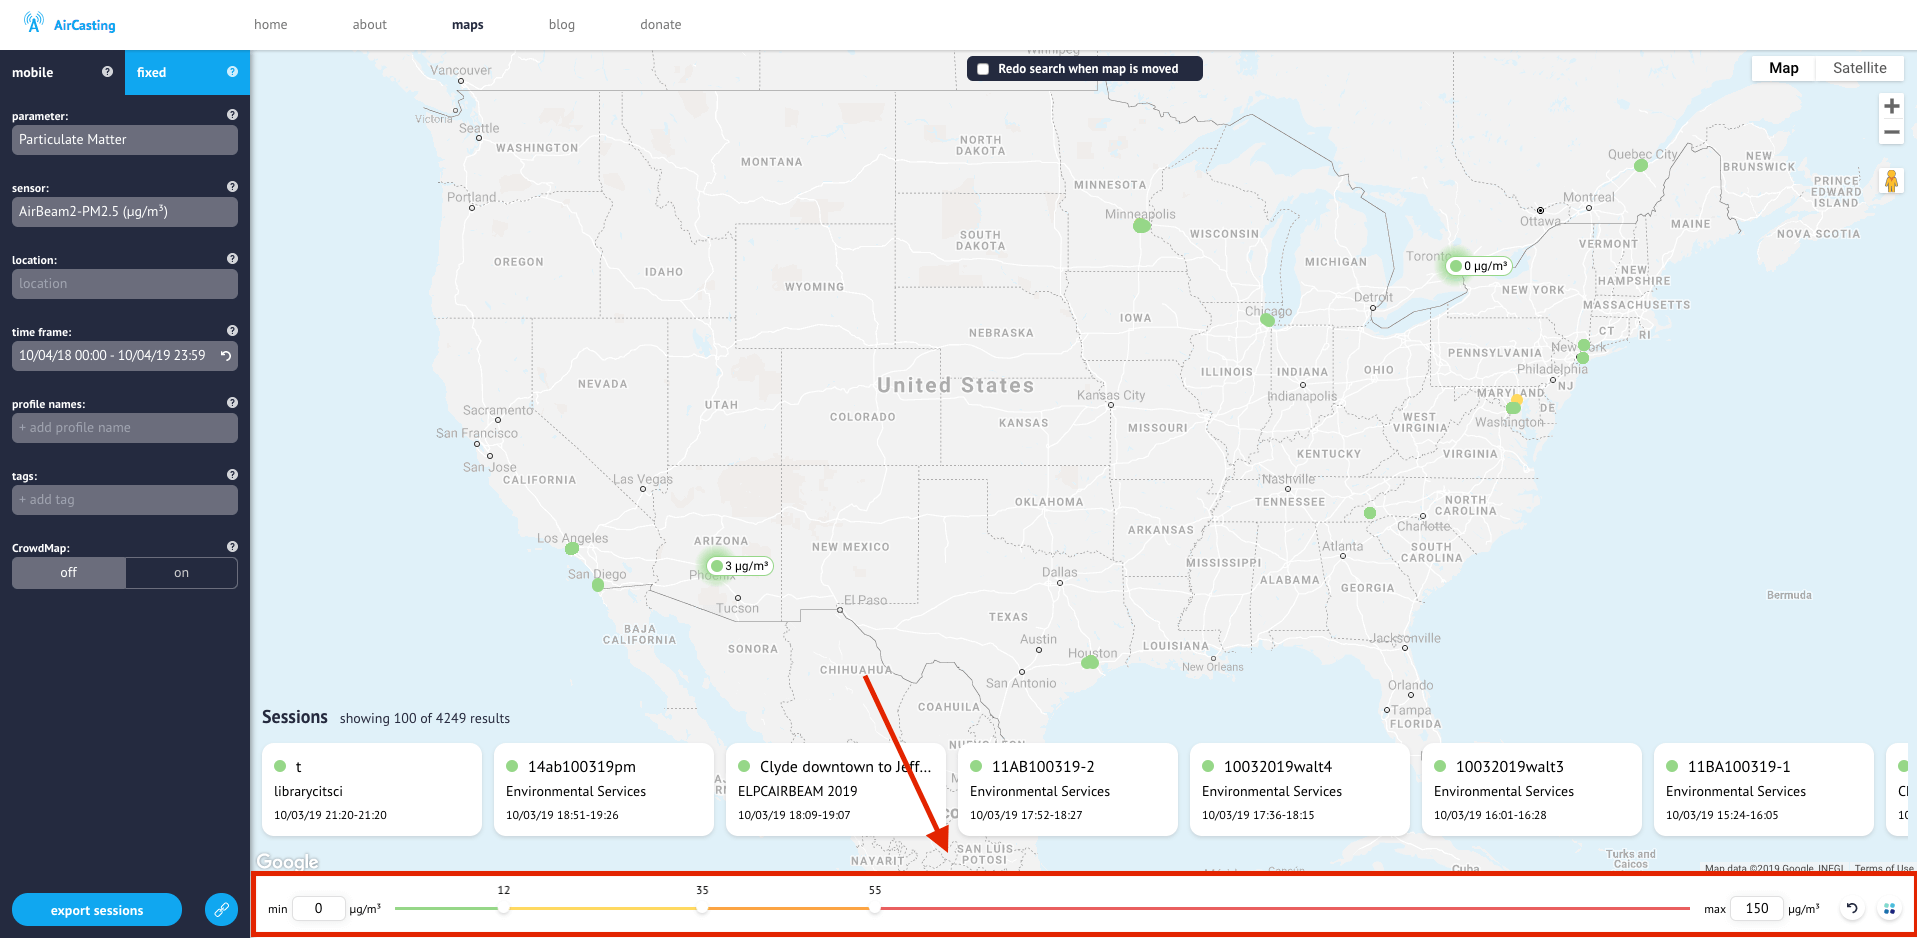 AirCasting
home
about
maps
blog
donate
mobile
fixed
parameter:
Particulate Matter
sensor:
AirBeam2-PM2.5 (µg/m³)
location:
location
time frame:
10/04/18 00:00 - 10/04/19 23:59
profile names:
+ add profile name
tags:
+ add tag
CrowdMap:
off
on
export sessions
Redo search when map is moved
Map
Satellite
Winnipeg
Vancouver
Victoria
Seattle
WASHINGTON
Portland
OREGON
MONTANA
IDAHO
WYOMING
NORTH
DAKOTA
SOUTH
DAKOTA
MINNESOTA
Minneapolis
WISCONSIN
MICHIGAN
Toronto
0 µg/m³
Ottawa
Montreal
Quebec City
NEW
BRUNSWICK
PRINCE
EDWARD
ISLAND
MAINE
NOVA SCOTIA
VERMONT
NEW
HAMPSHIRE
NEW YORK
MASSACHUSETTS
CT
RI
Detroit
Chicago
IOWA
NEBRASKA
United States
NEVADA
UTAH
COLORADO
KANSAS
Kansas City
MISSOURI
ILLINOIS
INDIANA
Indianapolis
OHIO
PENNSYLVANIA
New York
Philadelphia
NJ
MARYLAND
DE
Washington
WEST
VIRGINIA
VIRGINIA
KENTUCKY
Nashville
TENNESSEE
NORTH
CAROLINA
Charlotte
SOUTH
CAROLINA
Atlanta
GEORGIA
ALABAMA
MISSISSIPPI
ARKANSAS
OKLAHOMA
Sacramento
San Francisco
San Jose
CALIFORNIA
Las Vegas
Los Angeles
San Diego
ARIZONA
Phoenix
3 µg/m³
Tucson
NEW MEXICO
El Paso
Dallas
TEXAS
Austin
Houston
San Antonio
LOUISIANA
New Orleans
Jacksonville
Orlando
Tampa
FLORIDA
Bermuda
BAJA
CALIFORNIA
SONORA
CHIHUAHUA
COAHUILA
NUEVO LEON
Sessions
showing 100 of 4249 results
t
librarycitsci
10/03/19 21:20-21:20
14ab100319pm
Environmental Services
10/03/19 18:51-19:26
Clyde downtown to Jeff...
ELPCAIRBEAM 2019
10/03/19 18:09-19:07
11AB100319-2
Environmental Services
10/03/19 17:52-18:27
10032019walt4
Environmental Services
10/03/19 17:36-18:15
10032019walt3
Environmental Services
10/03/19 16:01-16:28
11BA100319-1
Environmental Services
10/03/19 15:24-16:05
Google
NAYARIT
SAN LUIS
POTOSI
Cuba
Turks and
Caicos
Map data ©2019 Google, INEGI
Terms of Use
min
0
µg/m³
12
35
55
max
150
µg/m³